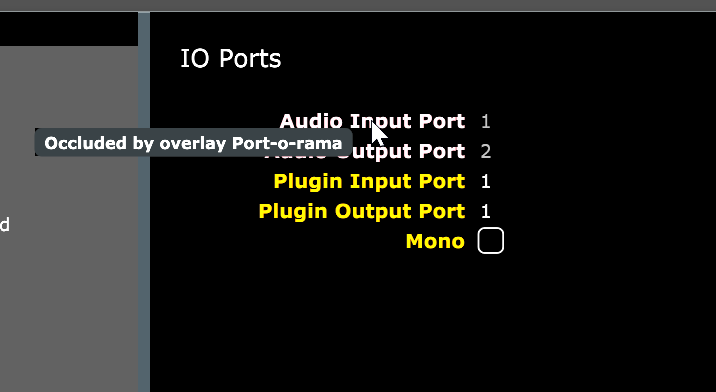 IO Ports
Audio Input Port 1
Occluded by overlay Port-o-rama
Audio Output Port 2
Plugin Input Port 1
Plugin Output Port 1
d
Mono